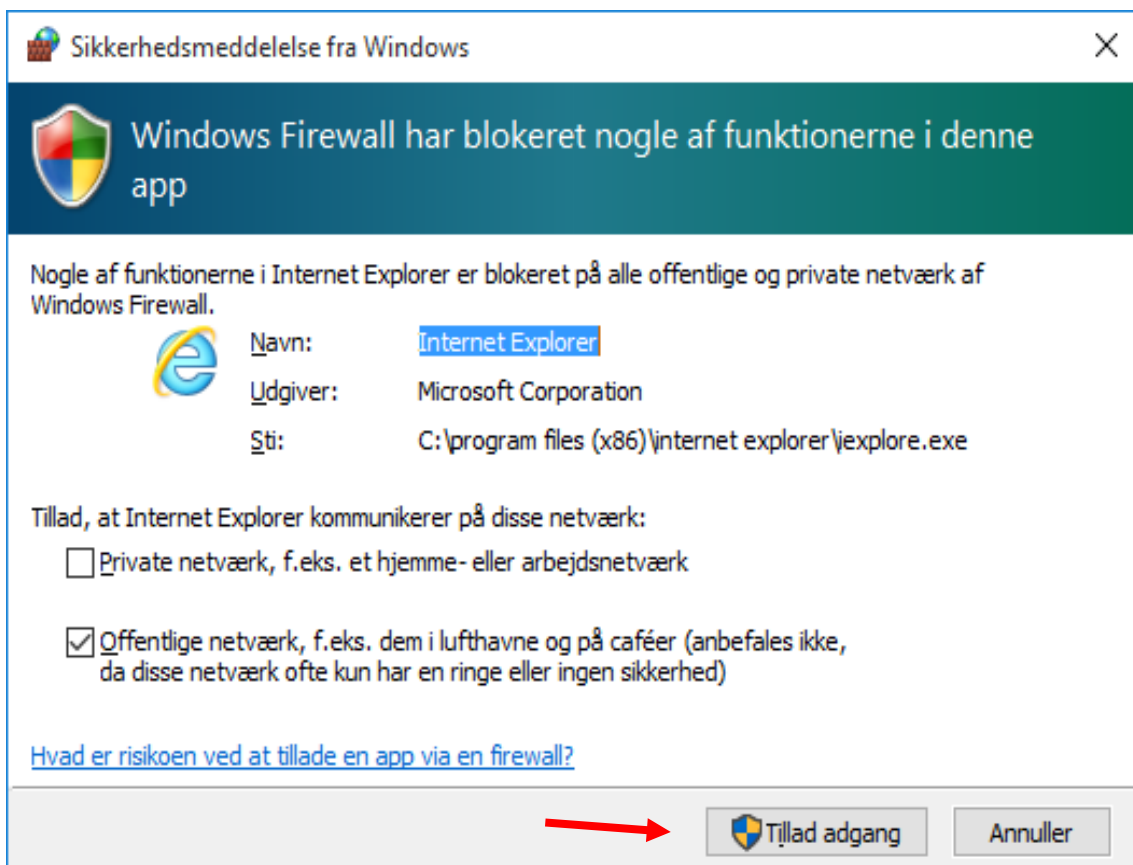 Sikkerhedsmeddelelse fra Windows
Windows Firewall har blokeret nogle af funktionerne i denne
app
Nogle af funktionerne i Internet Explorer er blokeret på alle offentlige og private netværk af
Windows Firewall.
Navn: Internet Explorer
Udgiver: Microsoft Corporation
Sti: C:\program files (x86)\internet explorer\iexplore.exe
Tillad, at Internet Explorer kommunikerer på disse netværk:
Private netværk, f.eks. et hjemme- eller arbejdsnetværk
Offentlige netværk, f.eks. dem i lufthavne og på caféer (anbefales ikke,
da disse netværk ofte kun har en ringe eller ingen sikkerhed)
Hvad er risikoen ved at tillade en app via en firewall?
Tillad adgang Annuller